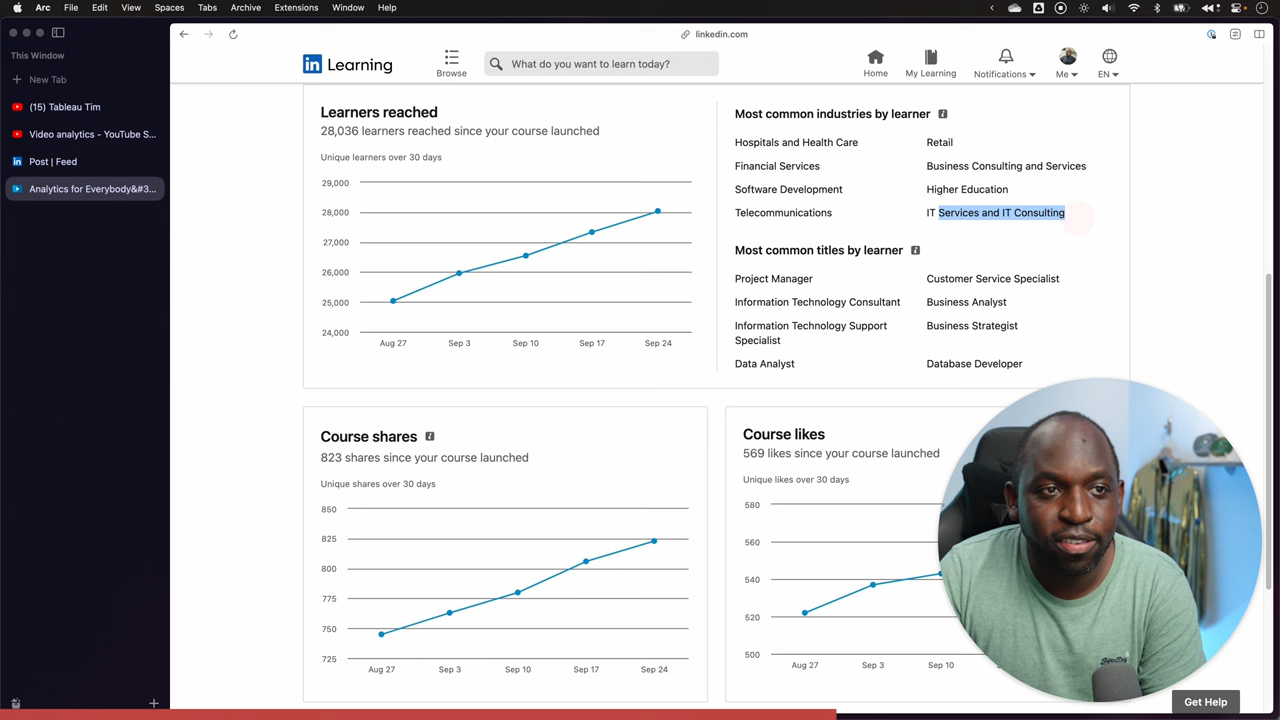 Arc File Edit View Spaces Tabs Archive Extensions Window Help
This Window
New Tab
(15) Tableau Tim
Video analytics - YouTube S...
Post | Feed
Analytics for Everybody&#3...
linkedin.com
in Learning
Browse
What do you want to learn today?
Home
My Learning
Notifications
Me
EN
Learners reached
28,036 learners reached since your course launched
Unique learners over 30 days
29,000
28,000
27,000
26,000
25,000
24,000
Aug 27 Sep 3 Sep 10 Sep 17 Sep 24
Most common industries by learner
Hospitals and Health Care Retail
Financial Services Business Consulting and Services
Software Development Higher Education
Telecommunications IT Services and IT Consulting
Most common titles by learner
Project Manager Customer Service Specialist
Information Technology Consultant Business Analyst
Information Technology Support Business Strategist
Specialist
Data Analyst Database Developer
Course shares
823 shares since your course launched
Unique shares over 30 days
850
825
800
775
750
725
Aug 27 Sep 3 Sep 10 Sep 17 Sep 24
Course likes
569 likes since your course launched
Unique likes over 30 days
580
560
540
520
500
Aug 27 Sep 3 Sep 10
Get Help